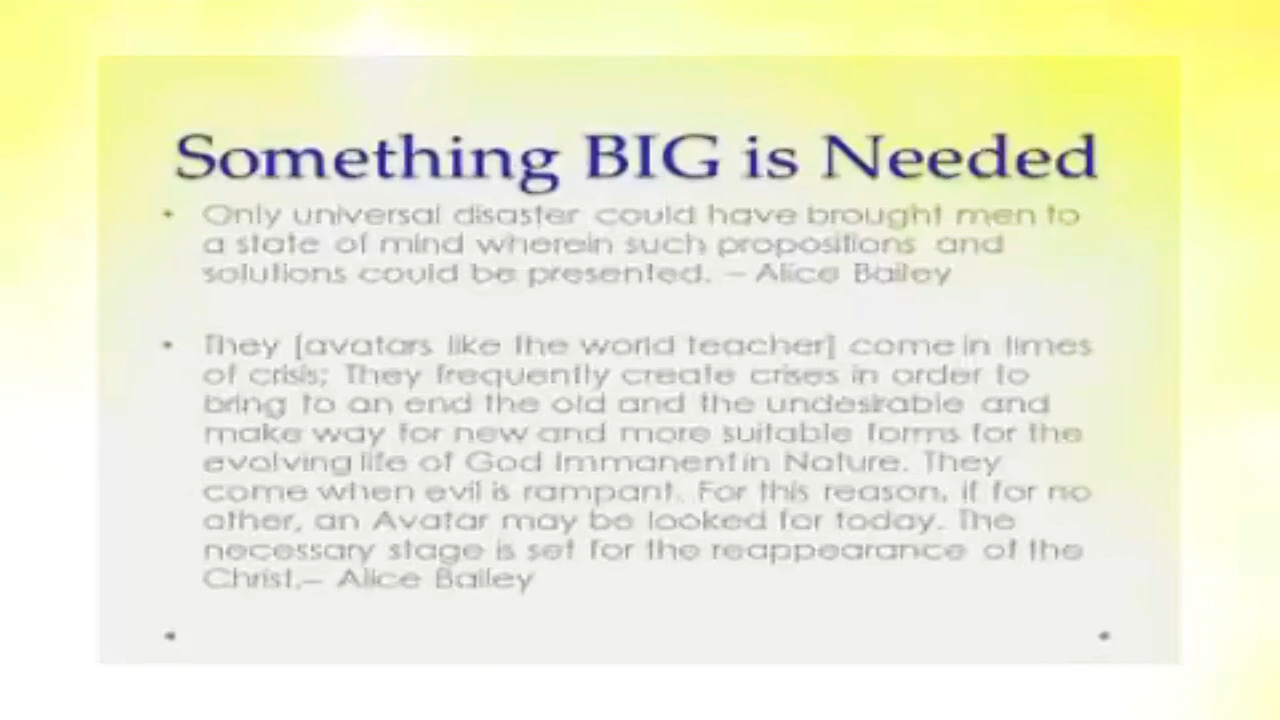 Something BIG is Needed
• Only universal disaster could have brought men to
a state of mind wherein such propositions and
solutions could be presented. – Alice Bailey
• They [avatars like the world teacher] come in times
of crisis; They frequently create crises in order to
bring to an end the old and the undesirable and
make way for new and more suitable forms for the
evolving life of God Immanent in Nature. They
come when evil is rampant. For this reason, if for no
other, an Avatar may be looked for today. The
necessary stage is set for the reappearance of the
Christ.– Alice Bailey